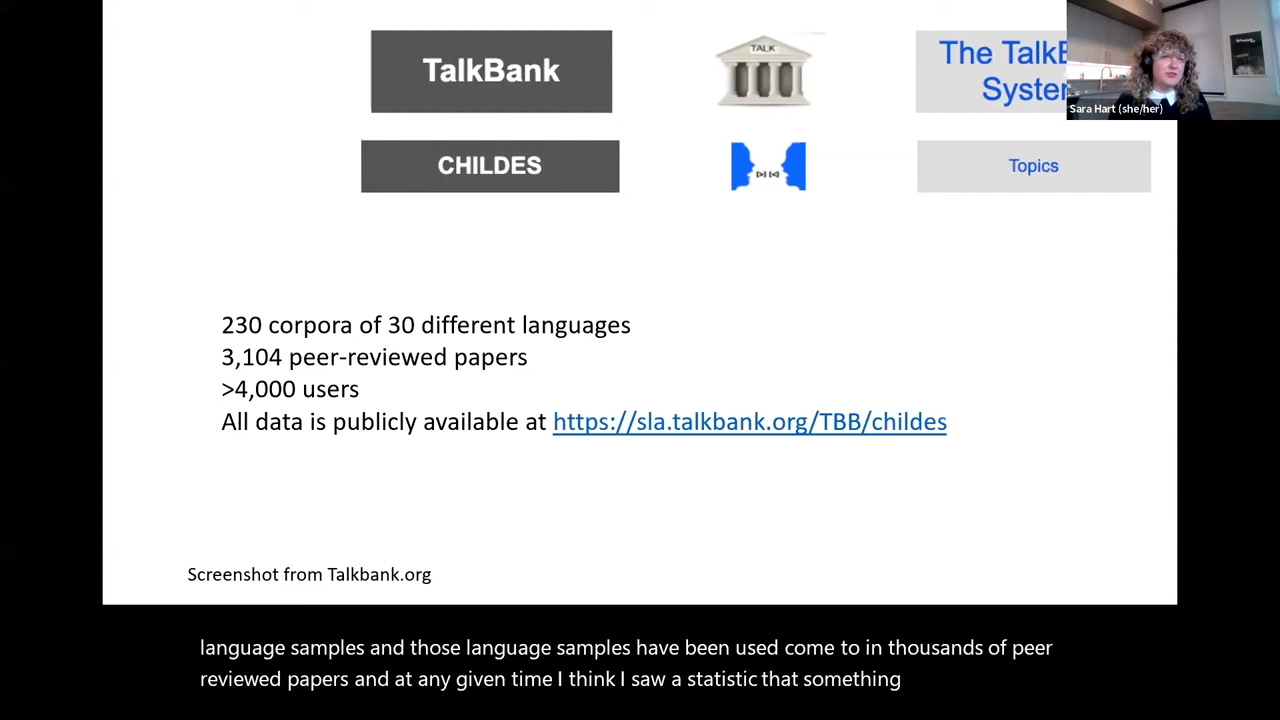 TalkBank
TALK
The TalkB
System
Sara Hart (she/her)
CHILDES
Topics
230 corpora of 30 different languages
3,104 peer-reviewed papers
>4,000 users
All data is publicly available at https://sla.talkbank.org/TBB/childes
Screenshot from Talkbank.org
language samples and those language samples have been used come to in thousands of peer
reviewed papers and at any given time I think I saw a statistic that something